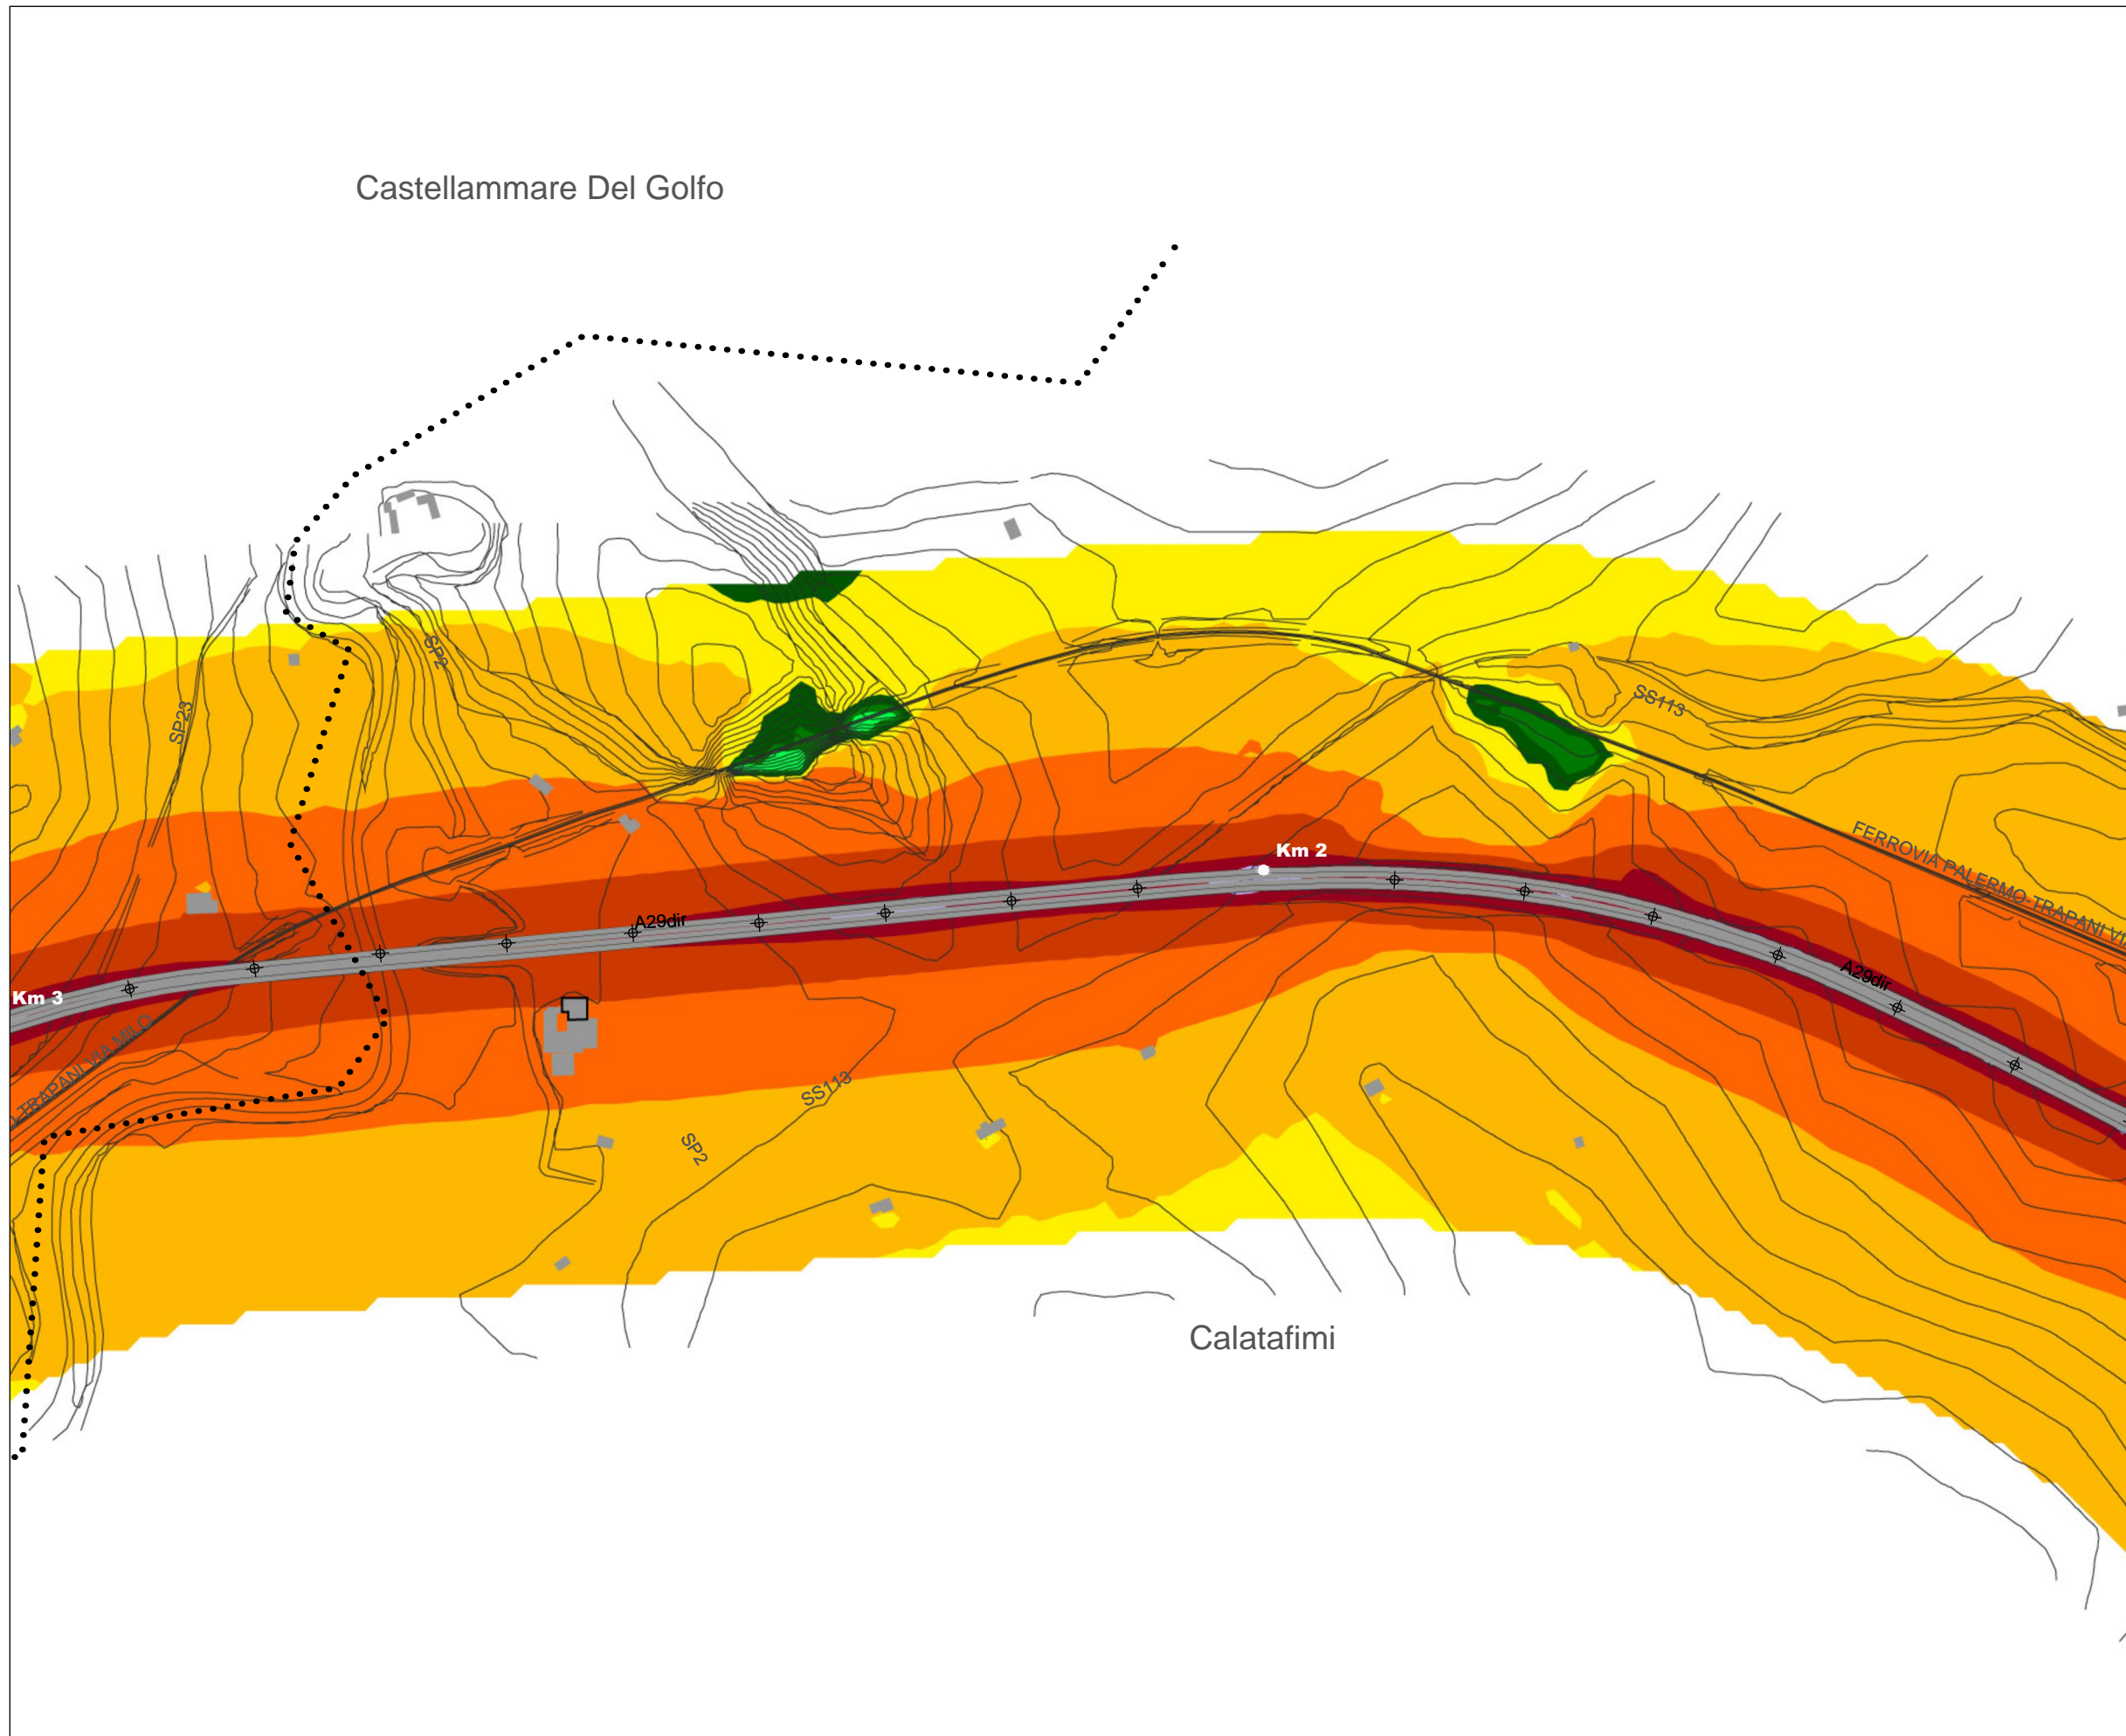 Castellammare Del Golfo
SP2
SP23
SS113
FERROVIA PALERMO-TRAPANI VI
Km 2
A29dir
A29dir
Km 3
TRAPANI VIA MILO
SS113
SP2
Calatafimi